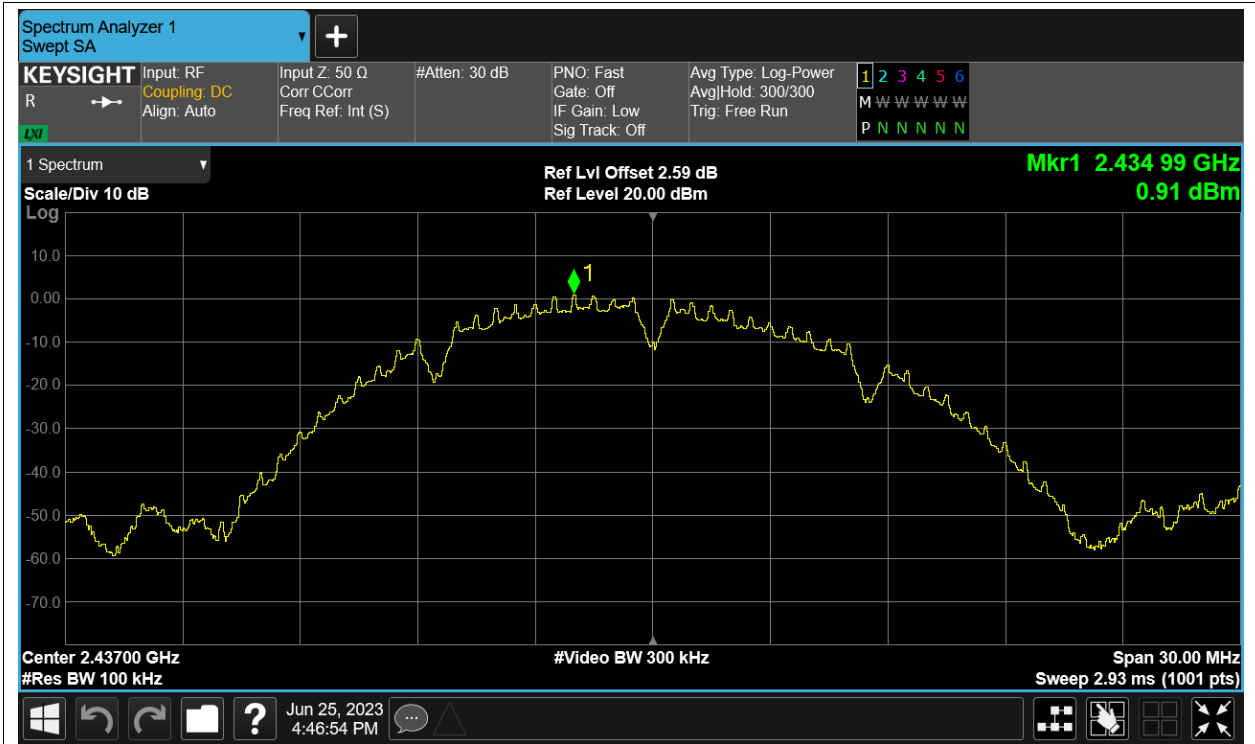 Spectrum Analyzer 1
Swept SA
KEYSIGHT
R
LXI
Input: RF
Coupling: DC
Align: Auto
Input Z: 50 Ω
Corr CCorr
Freq Ref: Int (S)
#Atten: 30 dB
PNO: Fast
Gate: Off
IF Gain: Low
Sig Track: Off
Avg Type: Log-Power
Avg|Hold: 300/300
Trig: Free Run
1 2 3 4 5 6
M W W W W W
P N N N N N
1 Spectrum
Scale/Div 10 dB
Log
Ref Lvl Offset 2.59 dB
Ref Level 20.00 dBm
Mkr1 2.434 99 GHz
0.91 dBm
10.0
0.00
-10.0
-20.0
-30.0
-40.0
-50.0
-60.0
-70.0
1
Center 2.43700 GHz
#Res BW 100 kHz
#Video BW 300 kHz
Span 30.00 MHz
Sweep 2.93 ms (1001 pts)
?
Jun 25, 2023
4:46:54 PM